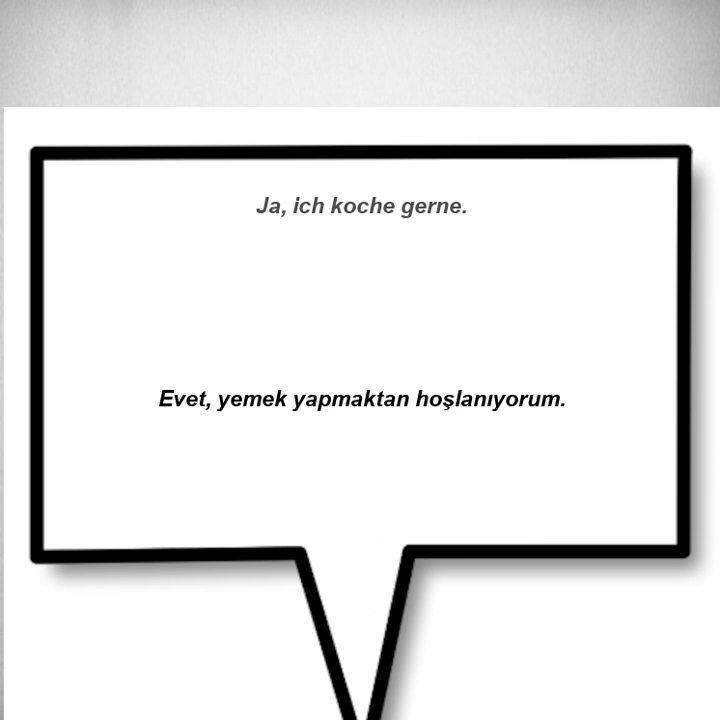 Ja, ich koche gerne.
Evet, yemek yapmaktan hoşlanıyorum.